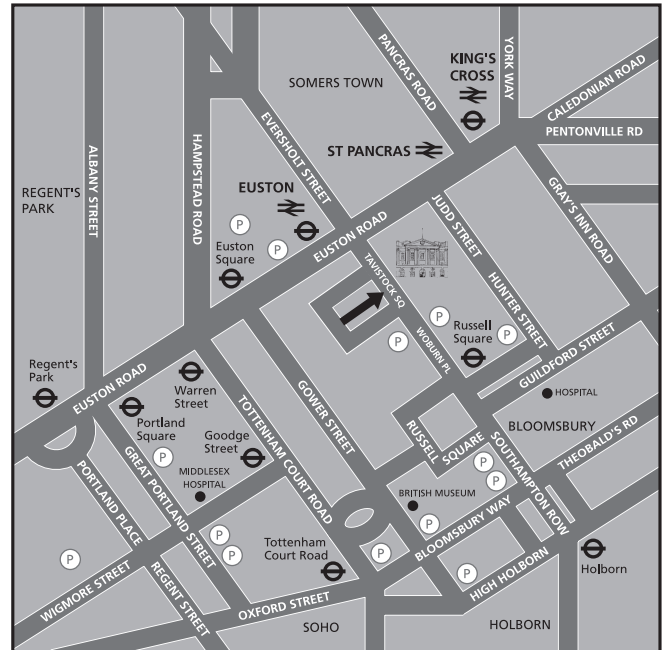 KING'S
CROSS
YORK WAY
CALEDONIAN ROAD
PANCRAS ROAD
SOMERS TOWN
PENTONVILLE RD
ST PANCRAS
EVERSHOLT STREET
ALBANY STREET
HAMPSTEAD ROAD
REGENT'S
PARK
EUSTON
P
P
Euston
Square
EUSTON ROAD
JUDD STREET
GRAY'S INN ROAD
TAVISTOCK SQ
HUNTER STREET
P
P
P
WOBURN PL
Russell
Square
GUILDFORD STREET
Regent's
Park
EUSTON ROAD
Warren
Street
Portland
Square
Goodge
Street
TOTTENHAM COURT ROAD
GOWER STREET
HOSPITAL
BLOOMSBURY
THEOBALD'S RD
RUSSELL
SQUARE
SOUTHAMPTON ROW
P
MIDDLESEX
HOSPITAL
GREAT PORTLAND STREET
PORTLAND PLACE
P
P
BRITISH MUSEUM
P
BLOOMSBURY WAY
P
P
Tottenham
Court Road
P
P
P
HIGH HOLBORN
Holborn
WIGMORE STREET
REGENT STREET
OXFORD STREET
SOHO
HOLBORN